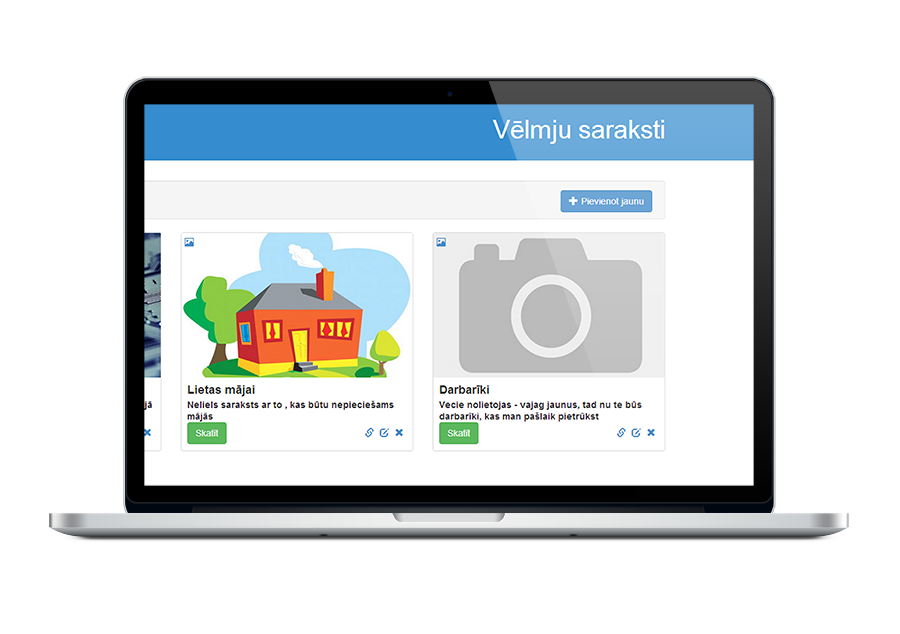 Vēlmju saraksti
Pievienot jaunu
jā
Lietas mājai
Neliels saraksts ar to , kas būtu nepieciešams
mājās
Skatīt
Darbarīki
Vecie nolietojas - vajag jaunus, tad nu te būs
darbarīki, kas man pašlaik pietrūkst
Skatīt